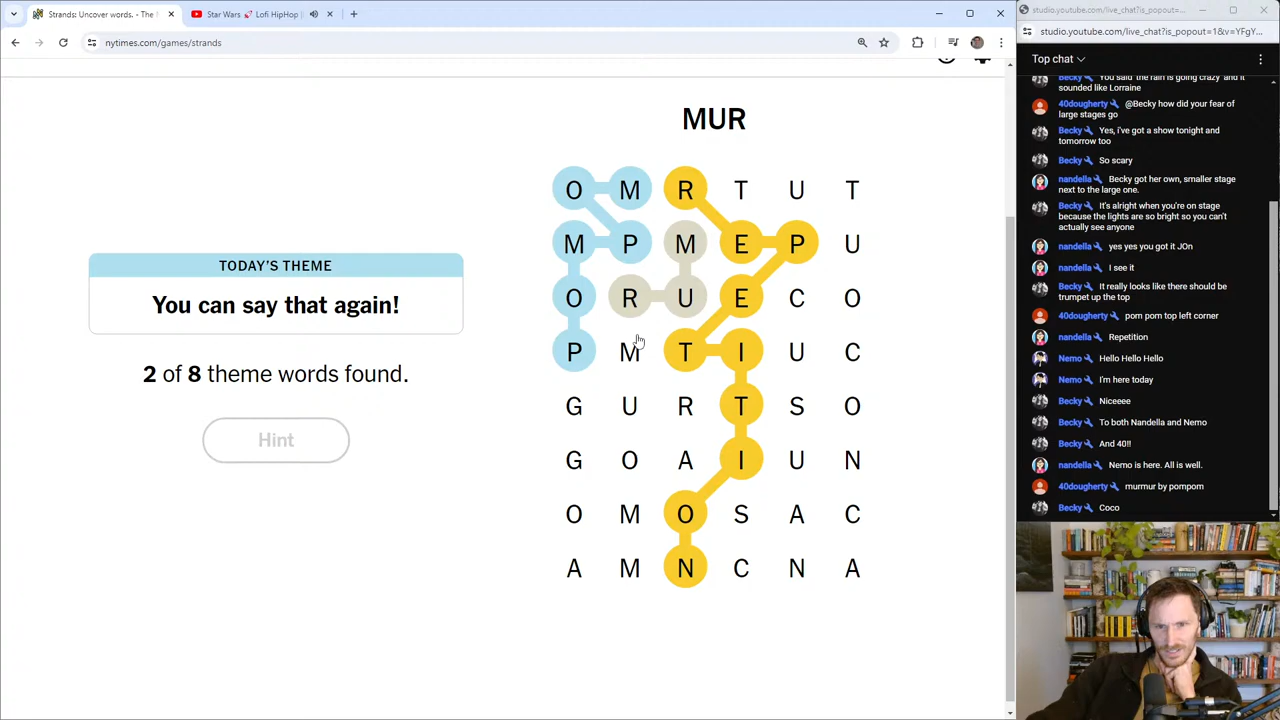 Strands: Uncover words. - The N
Star Wars 🚀 Lofi HipHop |
nytimes.com/games/strands
MUR
TODAY'S THEME
You can say that again!
2 of 8 theme words found.
Hint
O M R T U T
M P M E P U
O R U E C O
P M T I U C
G U R T S O
G O A I U N
O M O S A C
A M N C N A
studio.youtube.com/live_chat?is_popout=...
studio.youtube.com/live_chat?is_popout=1&v=YFgY...
Top chat
Becky You said 'the rain is going crazy' and it
sounded like Lorraine
40dougherty @Becky how did your fear of
large stages go
Becky Yes, i've got a show tonight and
tomorrow too
Becky So scary
nandella Becky got her own, smaller stage
next to the large one.
Becky It's alright when you're on stage
because the lights are so bright so you can't
actually see anyone
nandella yes yes you got it JOn
nandella I see it
Becky It really looks like there should be
trumpet up the top
40dougherty pom pom top left corner
nandella Repetition
Nemo Hello Hello Hello
Nemo I'm here today
Becky Niceeee
Becky To both Nandella and Nemo
Becky And 40!!
nandella Nemo is here. All is well.
40dougherty murmur by pompom
Becky Coco